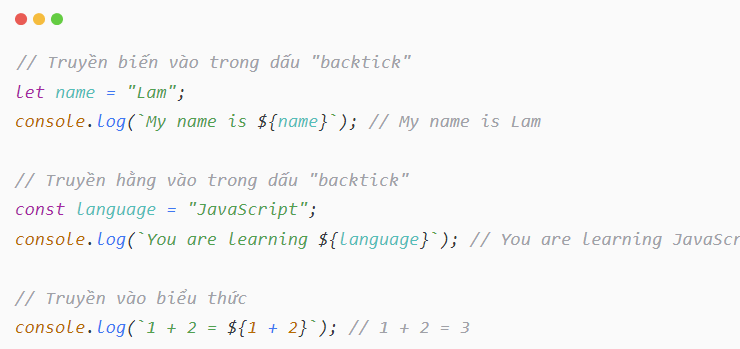 // Truyền biến vào trong dấu "backtick"
let name = "Lam";
console.log(`My name is ${name}`); // My name is Lam
// Truyền hằng vào trong dấu "backtick"
const language = "JavaScript";
console.log(`You are learning ${language}`); // You are learning JavaScr
// Truyền vào biểu thức
console.log(`1 + 2 = ${1 + 2}`); // 1 + 2 = 3